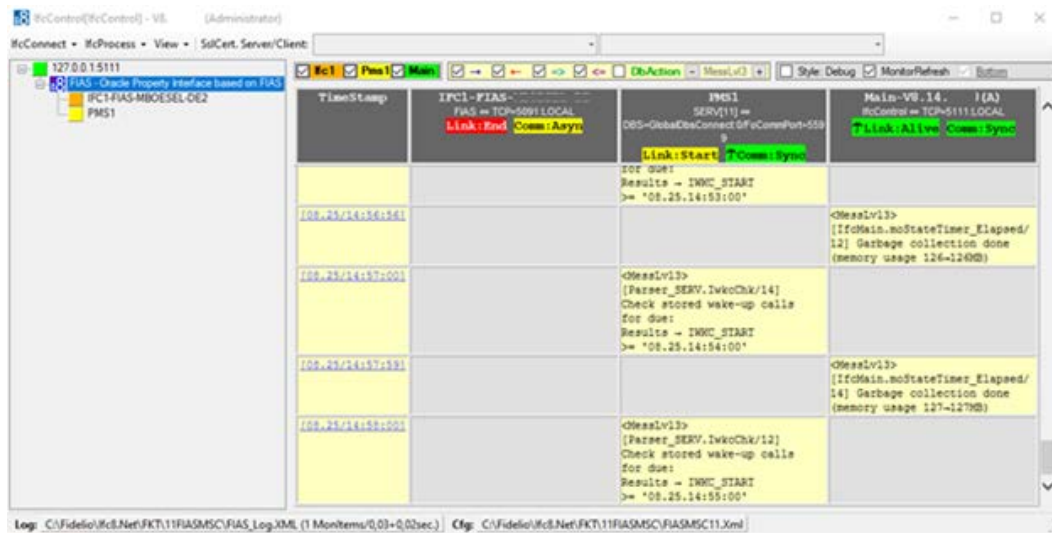 IfcControl[IfcControl] - V8. (Administrator)
IfcConnect IfcProcess View SslCert. Server/Client:
127.0.0.1:5111
FIAS - Oracle Property Interface based on FIAS
IFC1-FIAS-MBOESEL-DE2
PMS1
Ifc1 Pms1 Main → ← => <= DbAction - MessLvl3 + Style: Debug MonitorRefresh Bottom
TimeStamp
IFC1-FIAS-
FIAS == TCP=5091:LOCAL
Link:End Comm:Asyn
PMS1
SERV[11] ==
DBS=GlobalDbsConnect:0/FoCommPort=559
9
Link:Start ↑Comm:Sync
Main-V8.14. !(A)
IfcControl == TCP=5111:LOCAL
↑Link:Alive Comm:Sync
for due:
Results → IWKC_START
>= '08.25.14:53:00'
[08.25/14:56:56]
<MessLvl3>
[IfcMain.moStateTimer_Elapsed/
12] Garbage collection done
(memory usage 126→126MB)
[08.25/14:57:00]
<MessLvl3>
[Parser_SERV.IwkcChk/14]
Check stored wake-up calls
for due:
Results → IWKC_START
>= '08.25.14:54:00'
[08.25/14:57:59]
<MessLvl3>
[IfcMain.moStateTimer_Elapsed/
14] Garbage collection done
(memory usage 127→127MB)
[08.25/14:58:00]
<MessLvl3>
[Parser_SERV.IwkcChk/12]
Check stored wake-up calls
for due:
Results → IWKC_START
>= '08.25.14:55:00'
Log: C:\Fidelio\Ifc8.Net\FKT\11FIASMSC\FIAS_Log.XML (1 MonItems/0,03+0,02sec.) Cfg: C:\Fidelio\Ifc8.Net\FKT\11FIASMSC\FIASMSC11.Xml